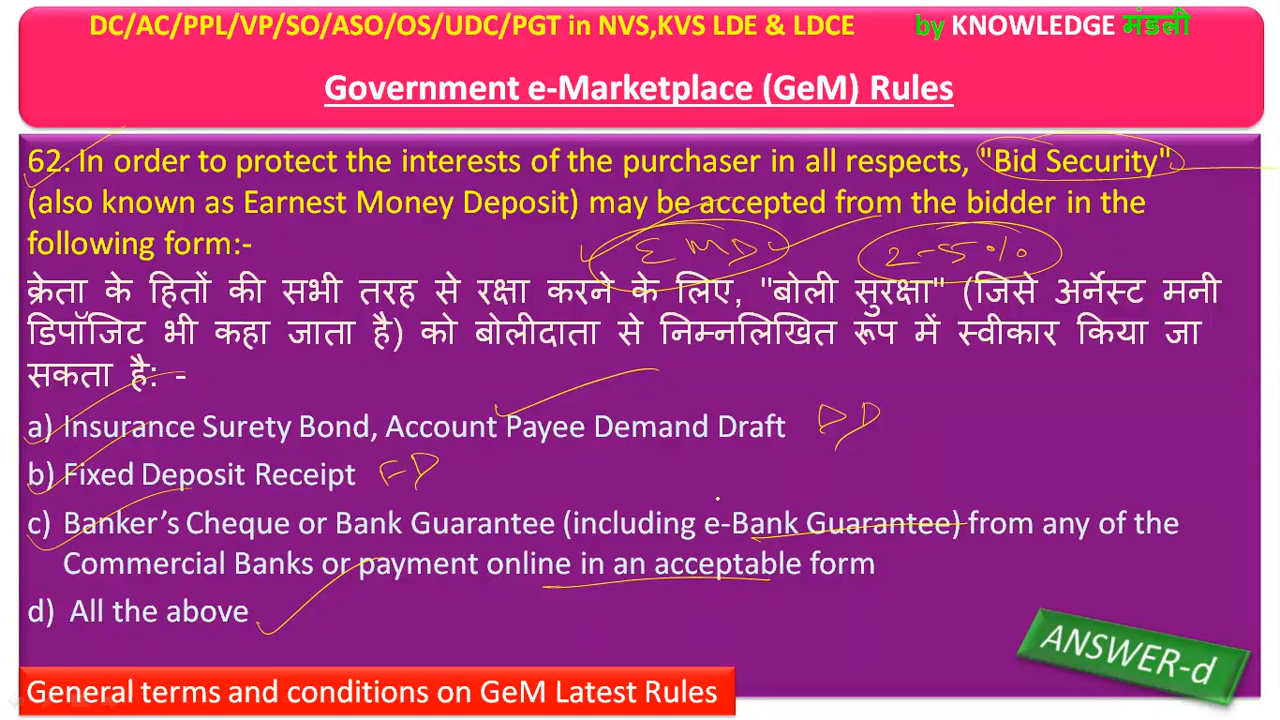 DC/AC/PPL/VP/SO/ASO/OS/UDC/PGT in NVS,KVS LDE & LDCE by KNOWLEDGE मंडली
Government e-Marketplace (GeM) Rules
62. In order to protect the interests of the purchaser in all respects, "Bid Security"
(also known as Earnest Money Deposit) may be accepted from the bidder in the
following form:-
EMD 2-5%
क्रेता के हितों की सभी तरह से रक्षा करने के लिए, "बोली सुरक्षा" (जिसे अर्नेस्ट मनी
डिपॉजिट भी कहा जाता है) को बोलीदाता से निम्नलिखित रूप में स्वीकार किया जा
सकता है: -
a) Insurance Surety Bond, Account Payee Demand Draft DD
b) Fixed Deposit Receipt FD
c) Banker's Cheque or Bank Guarantee (including e-Bank Guarantee) from any of the
Commercial Banks or payment online in an acceptable form
d) All the above
ANSWER-d
General terms and conditions on GeM Latest Rules